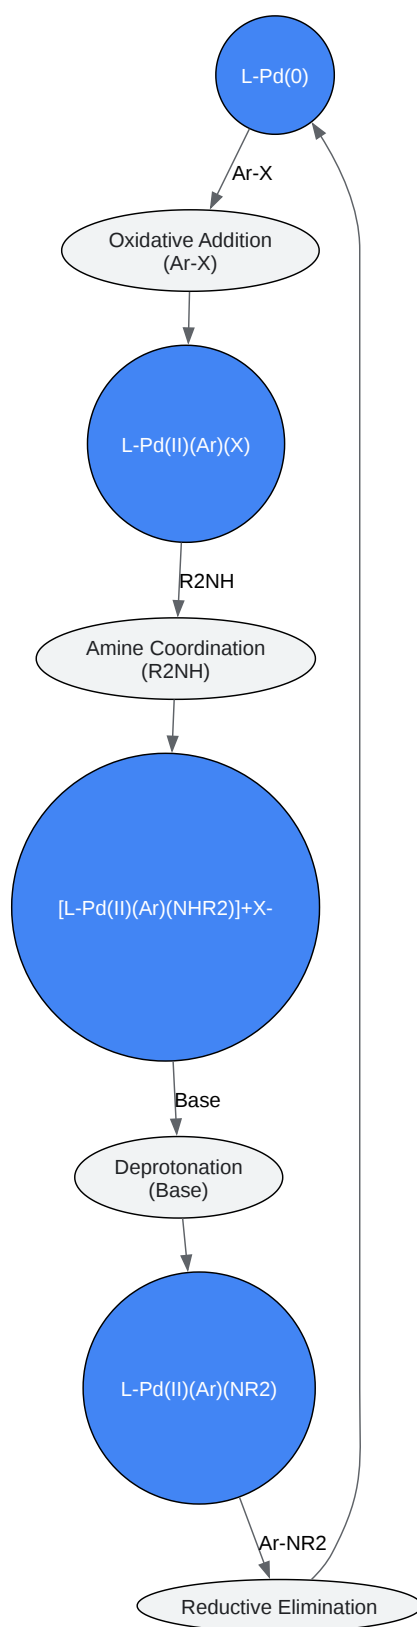 L-Pd(0)
Ar-X
Oxidative Addition
(Ar-X)
L-Pd(II)(Ar)(X)
R2NH
Amine Coordination
(R2NH)
[L-Pd(II)(Ar)(NHR2)]+X-
Base
Deprotonation
(Base)
L-Pd(II)(Ar)(NR2)
Ar-NR2
Reductive Elimination